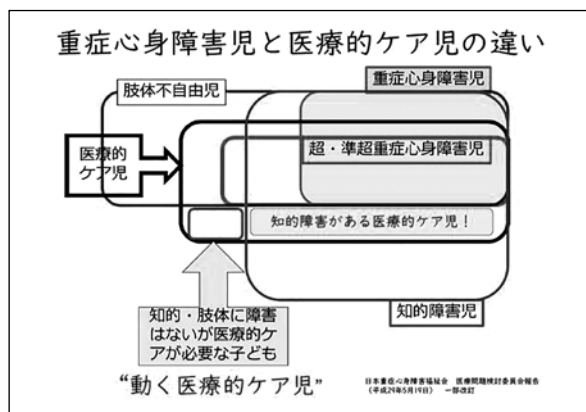 重症心身障害児と医療的ケア児の違い
肢体不自由児
重症心身障害児
医療的
ケア児
超・準超重症心身障害児
知的障害がある医療的ケア児！
知的・肢体に障害
はないが医療的ケ
アが必要な子ども
知的障害児
“動く医療的ケア児”
日本重症心身障害福祉会 医療問題検討委員会報告
（平成29年5月19日） 一部改訂